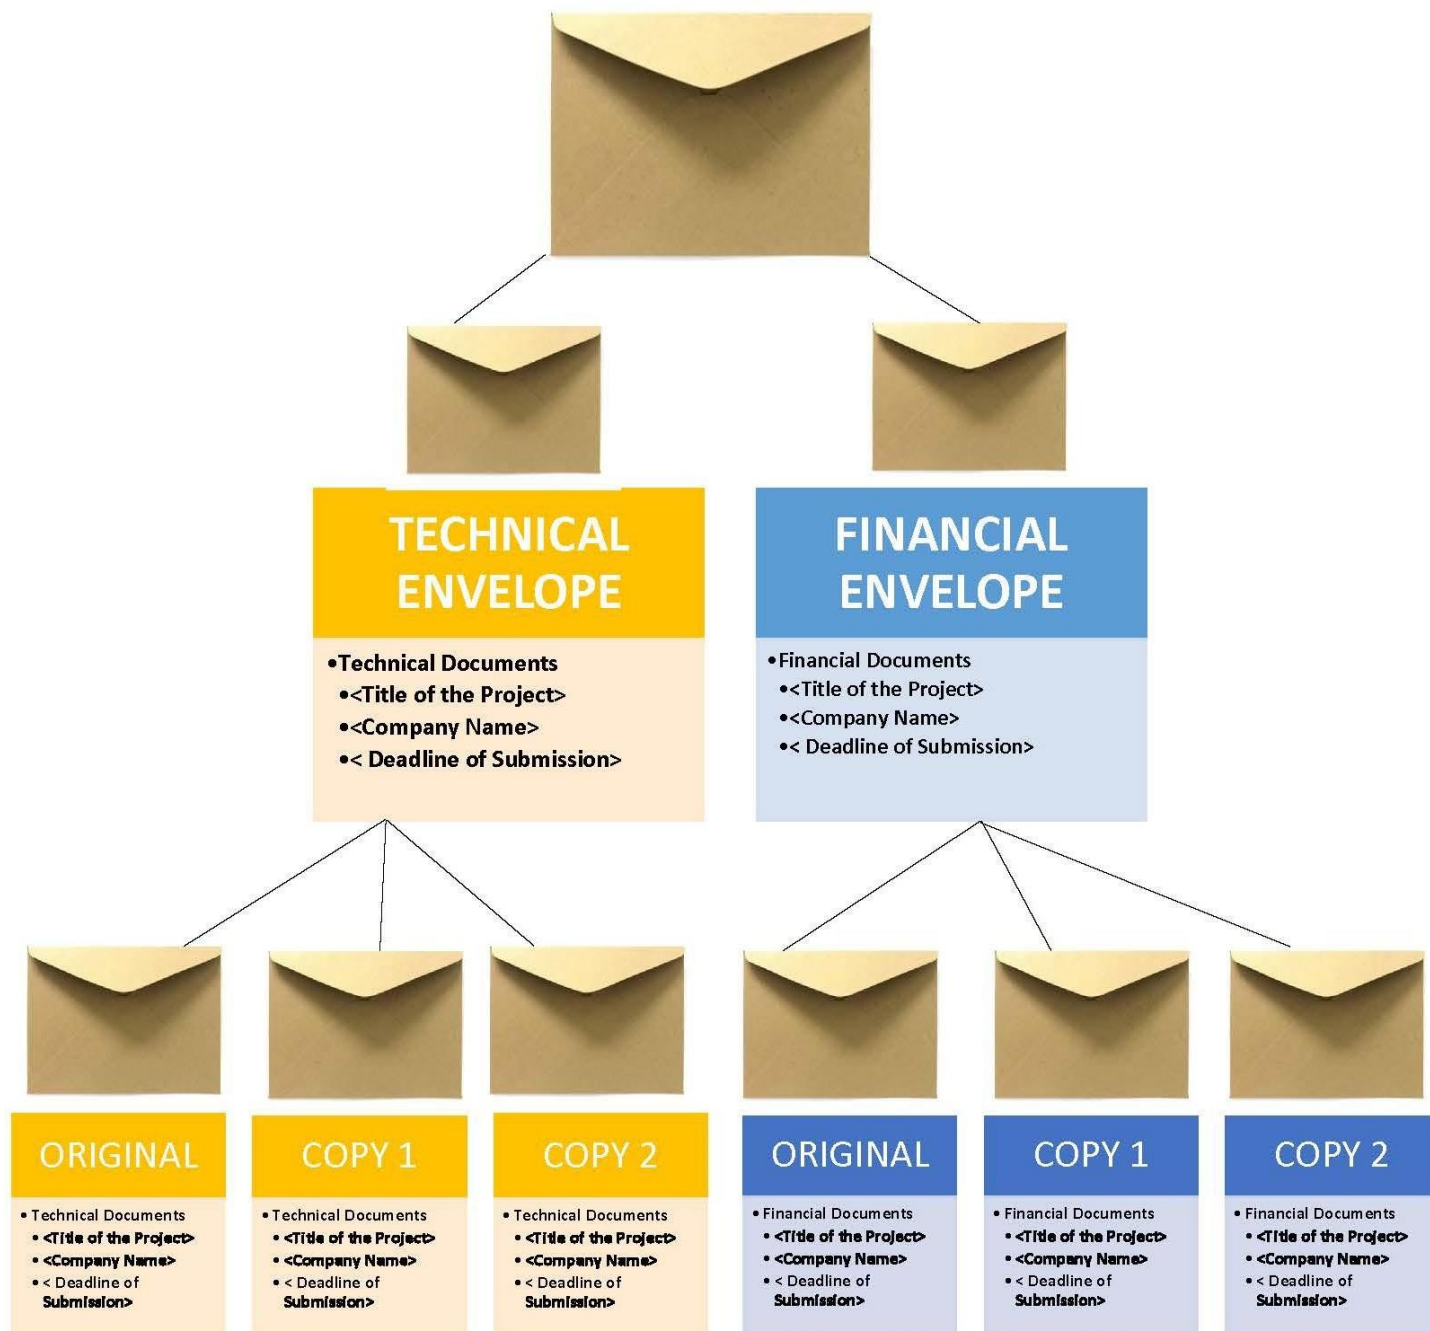 TECHNICAL
ENVELOPE
•Technical Documents
•<Title of the Project>
•<Company Name>
•< Deadline of Submission>
FINANCIAL
ENVELOPE
•Financial Documents
•<Title of the Project>
•<Company Name>
•< Deadline of Submission>
ORIGINAL
• Technical Documents
• <Title of the Project>
• <Company Name>
• < Deadline of
Submission>
COPY 1
• Technical Documents
• <Title of the Project>
• <Company Name>
• < Deadline of
Submission>
COPY 2
• Technical Documents
• <Title of the Project>
• <Company Name>
• < Deadline of
Submission>
ORIGINAL
• Financial Documents
• <Title of the Project>
• <Company Name>
• < Deadline of
Submission>
COPY 1
• Financial Documents
• <Title of the Project>
• <Company Name>
• < Deadline of
Submission>
COPY 2
• Financial Documents
• <Title of the Project>
• <Company Name>
• < Deadline of
Submission>